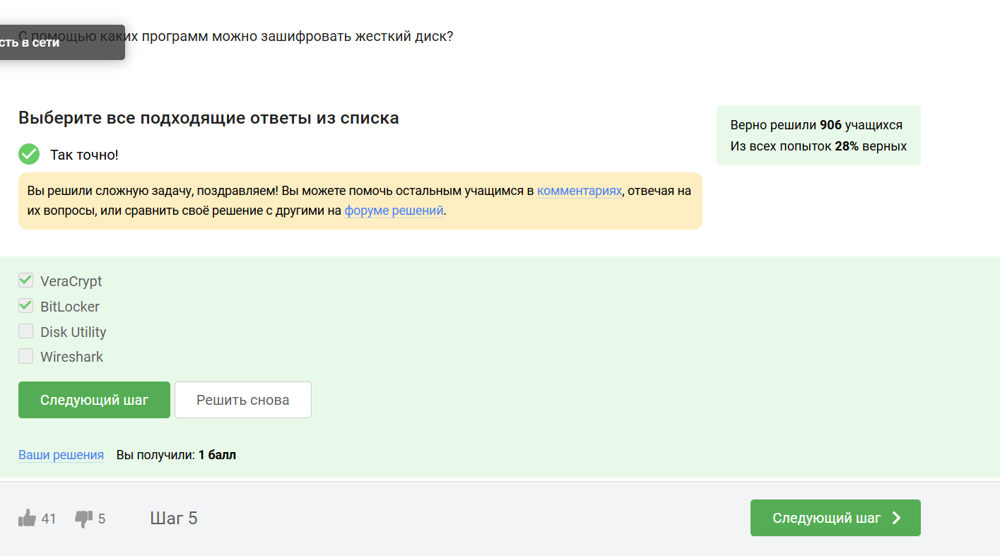 С помощью каких программ можно зашифровать жесткий диск?
сть в сети
Выберите все подходящие ответы из списка
Верно решили 906 учащихся
Из всех попыток 28% верных
Так точно!
Вы решили сложную задачу, поздравляем! Вы можете помочь остальным учащимся в комментариях, отвечая на
их вопросы, или сравнить своё решение с другими на форуме решений.
VeraCrypt
BitLocker
Disk Utility
Wireshark
Следующий шаг
Решить снова
Ваши решения Вы получили: 1 балл
41
5
Шаг 5
Следующий шаг